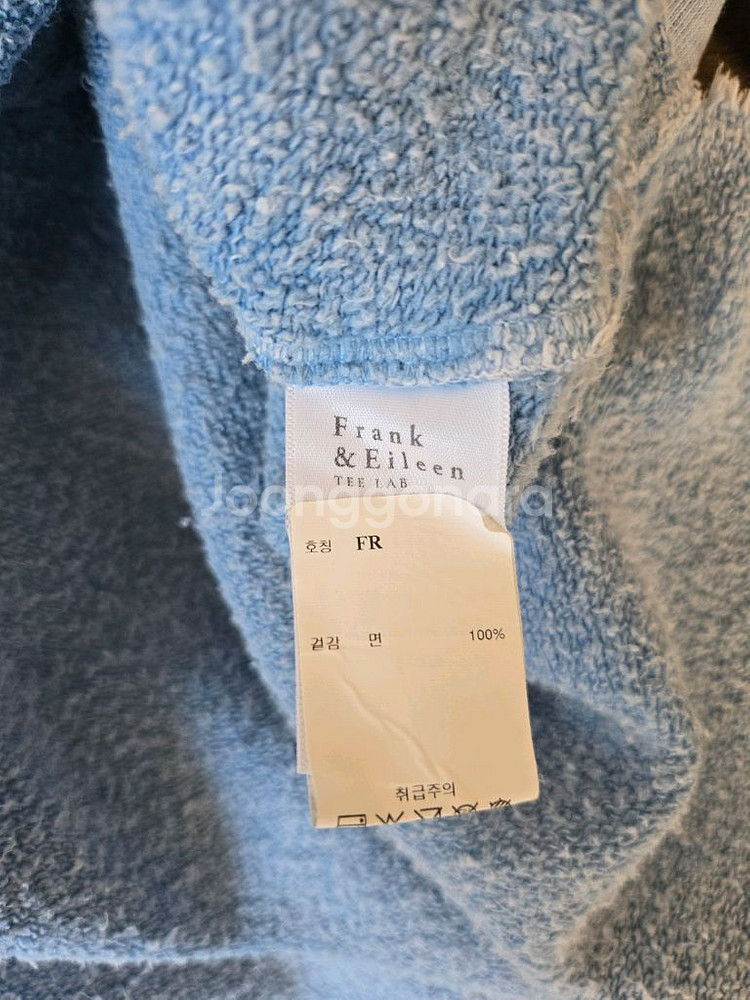 Frank
& Eileen
TEE LAB
Joonggonara
호칭 FR
겉감 면 100%
취급주의